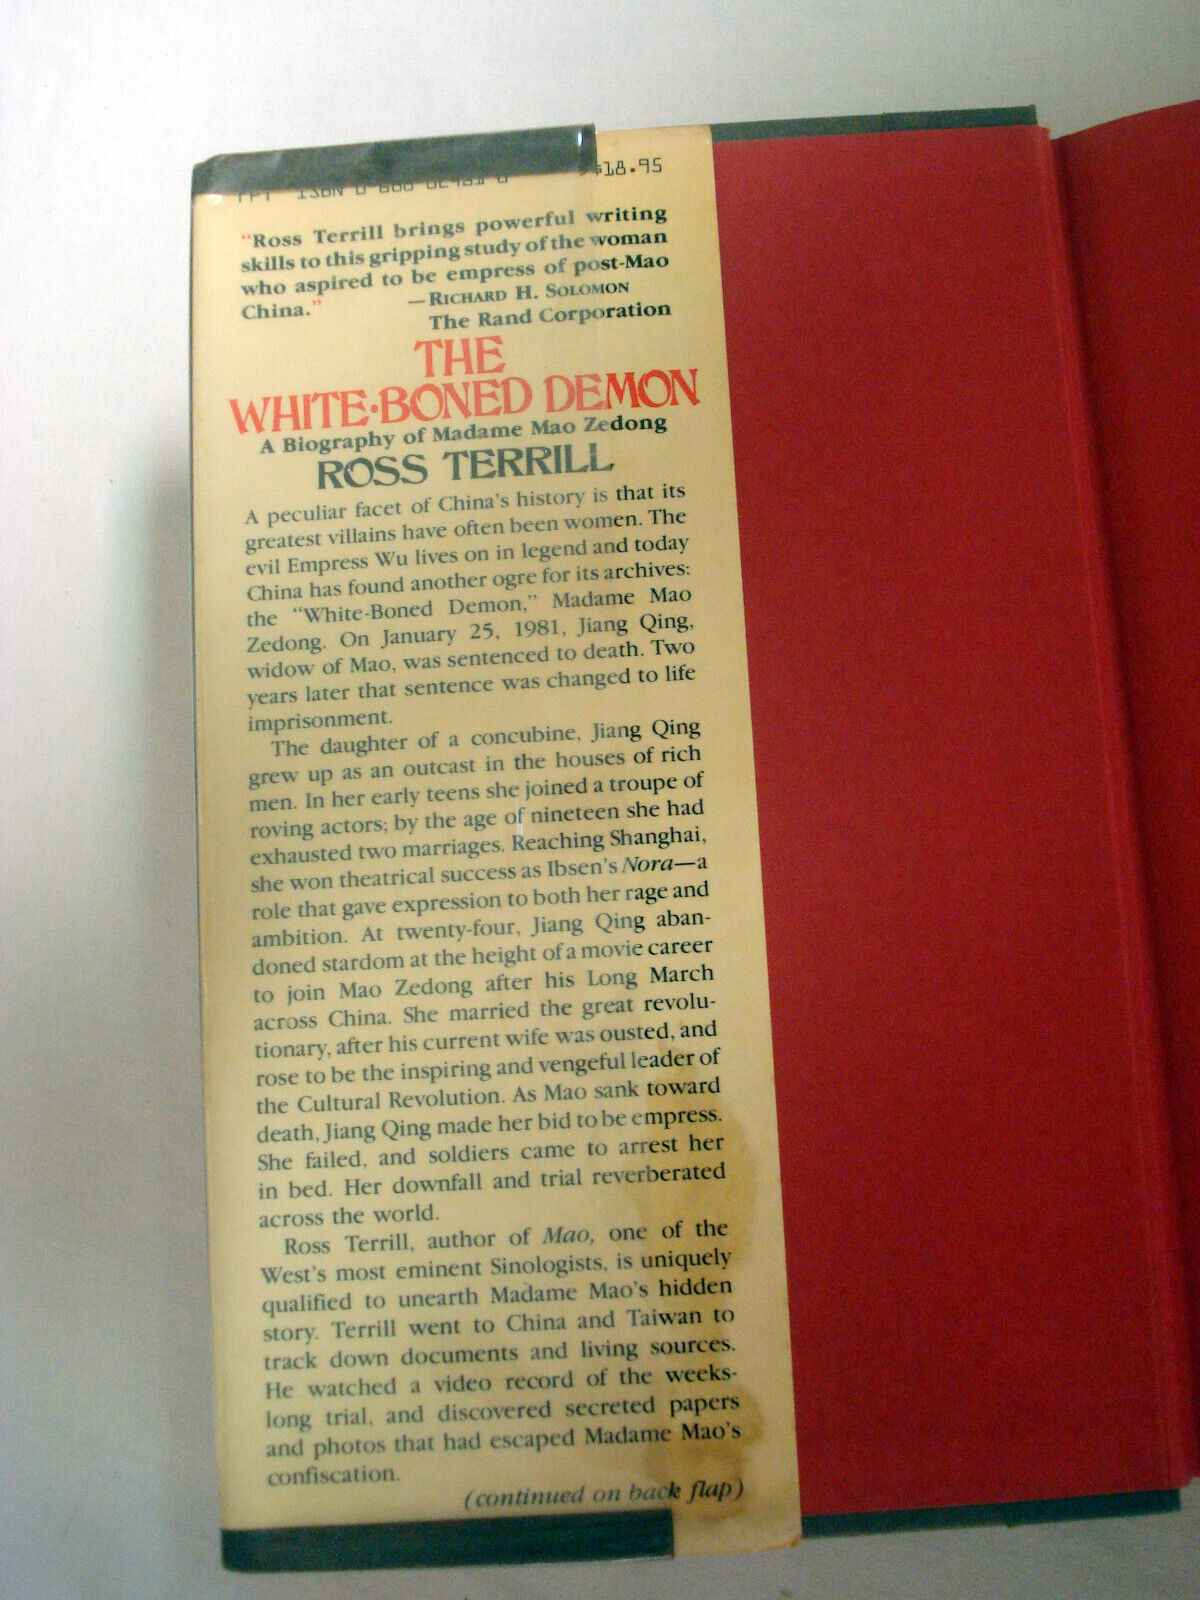 $18.95
"Ross Terrill brings powerful writing
skills to this gripping study of the woman
who aspired to be empress of post-Mao
China."
—Richard H. Solomon
The Rand Corporation
THE
WHITE-BONED DEMON
A Biography of Madame Mao Zedong
ROSS TERRILL
A peculiar facet of China's history is that its
greatest villains have often been women. The
evil Empress Wu lives on in legend and today
China has found another ogre for its archives:
the "White-Boned Demon," Madame Mao
Zedong. On January 25, 1981, Jiang Qing,
widow of Mao, was sentenced to death. Two
years later that sentence was changed to life
imprisonment.
The daughter of a concubine, Jiang Qing
grew up as an outcast in the houses of rich
men. In her early teens she joined a troupe of
roving actors; by the age of nineteen she had
exhausted two marriages. Reaching Shanghai,
she won theatrical success as Ibsen's Nora—a
role that gave expression to both her rage and
ambition. At twenty-four, Jiang Qing aban-
doned stardom at the height of a movie career
to join Mao Zedong after his Long March
across China. She married the great revolu-
tionary, after his current wife was ousted, and
rose to be the inspiring and vengeful leader of
the Cultural Revolution. As Mao sank toward
death, Jiang Qing made her bid to be empress.
She failed, and soldiers came to arrest her
in bed. Her downfall and trial reverberated
across the world.
Ross Terrill, author of Mao, one of the
West's most eminent Sinologists, is uniquely
qualified to unearth Madame Mao's hidden
story. Terrill went to China and Taiwan to
track down documents and living sources.
He watched a video record of the weeks-
long trial, and discovered secreted papers
and photos that had escaped Madame Mao's
confiscation.
(continued on back flap)